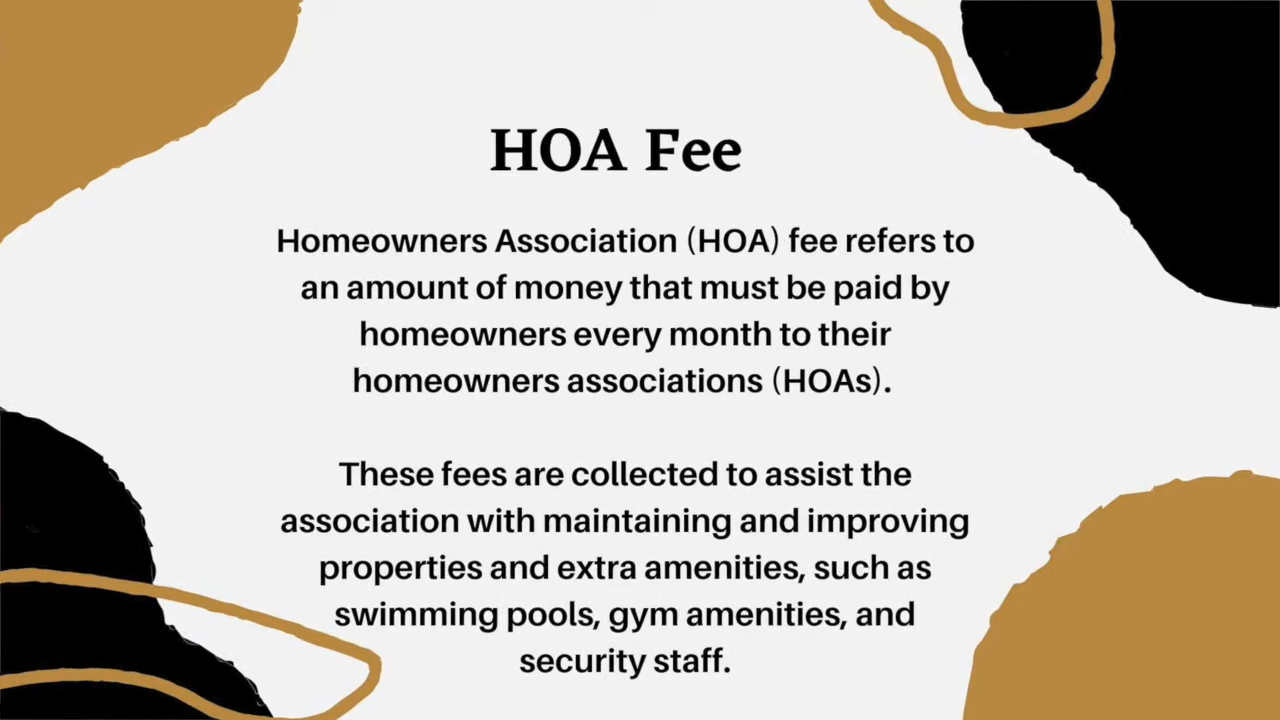 HOA Fee
Homeowners Association (HOA) fee refers to
an amount of money that must be paid by
homeowners every month to their
homeowners associations (HOAs).
These fees are collected to assist the
association with maintaining and improving
properties and extra amenities, such as
swimming pools, gym amenities, and
security staff.